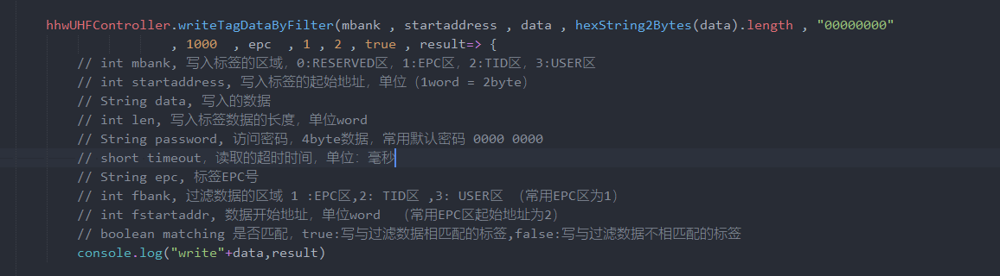 hhwUHFController.writeTagDataByFilter(mbank , startaddress , data , hexString2Bytes(data).length , "00000000"
, 1000  , epc  , 1 , 2 , true , result=> {
// int mbank, 写入标签的区域，0:RESERVED区，1:EPC区，2:TID区，3:USER区
// int startaddress, 写入标签的起始地址，单位（1word = 2byte）
// String data, 写入的数据
// int len, 写入标签数据的长度，单位word
// String password, 访问密码，4byte数据，常用默认密码 0000 0000
// short timeout，读取的超时时间，单位：毫秒
// String epc, 标签EPC号
// int fbank, 过滤数据的区域 1 :EPC区,2: TID区 ,3: USER区 （常用EPC区为1）
// int fstartaddr, 数据开始地址，单位word  （常用EPC区起始地址为2）
// boolean matching 是否匹配，true:写与过滤数据相匹配的标签,false:写与过滤数据不相匹配的标签
console.log("write"+data,result)